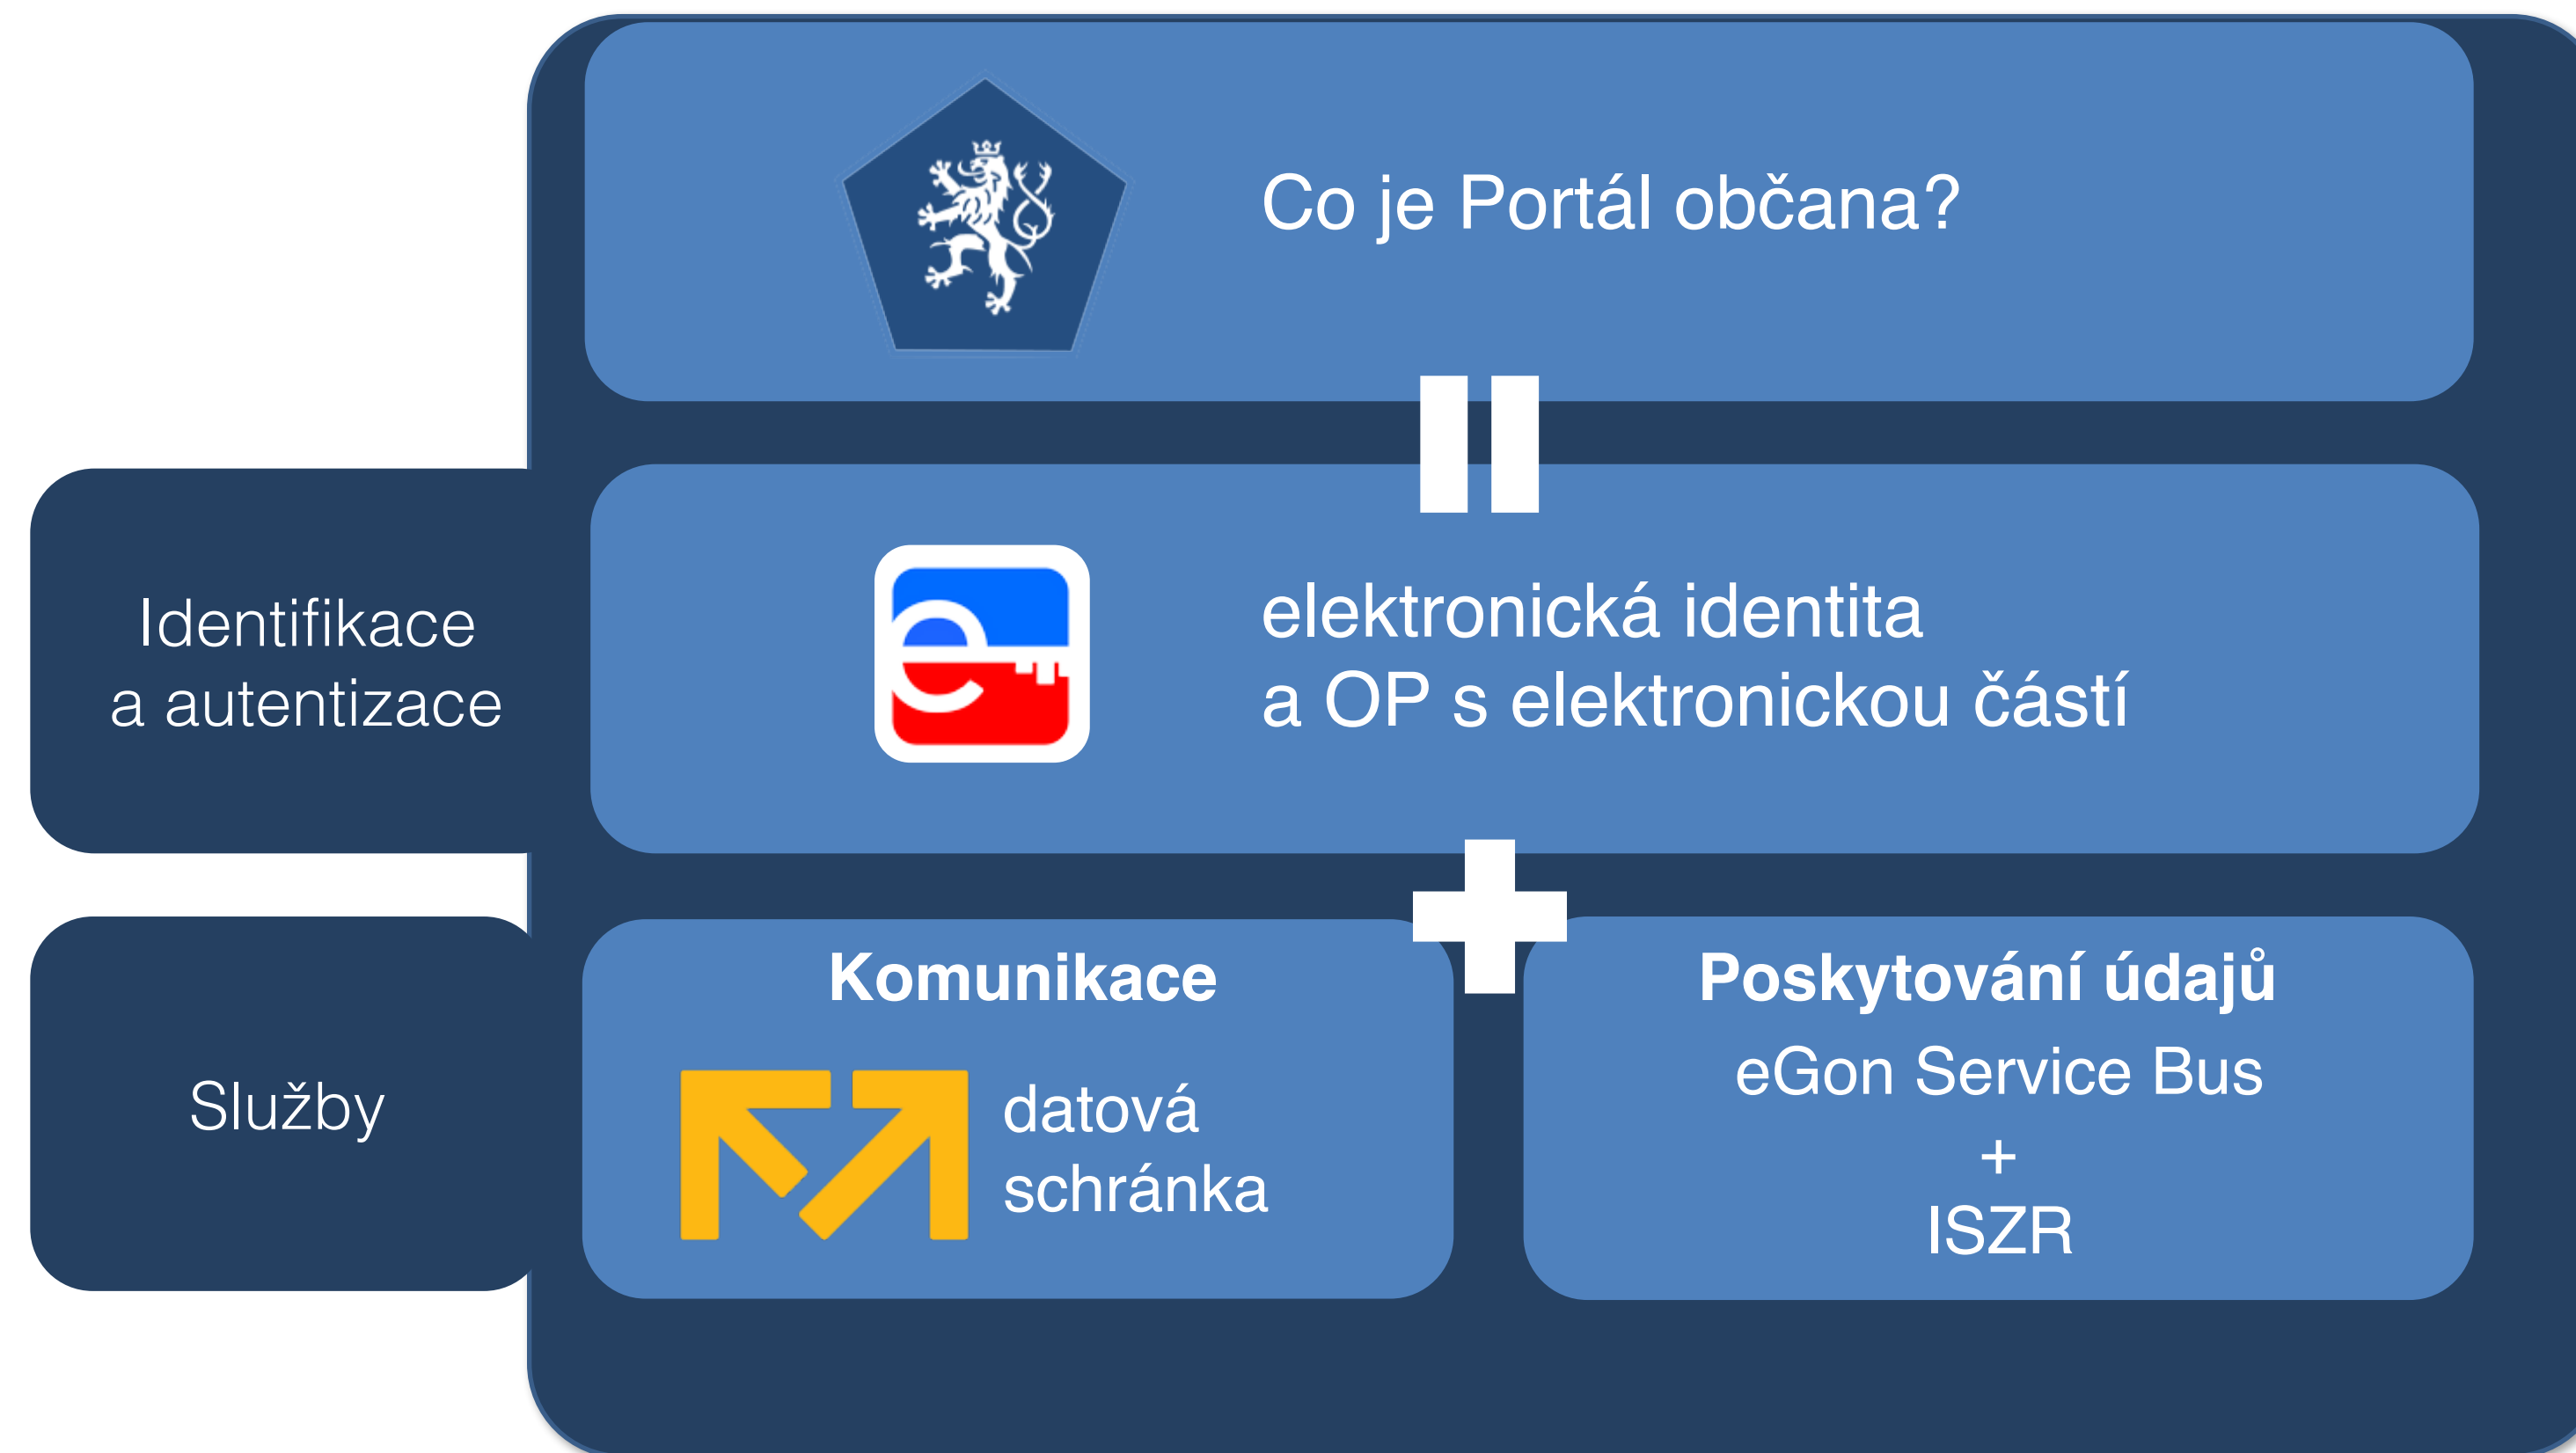 Co je Portál občana?
Identifikace
a autentizace
elektronická identita
a OP s elektronickou částí
Služby
Komunikace
datová
schránka
Poskytování údajů
eGon Service Bus
+
ISZR